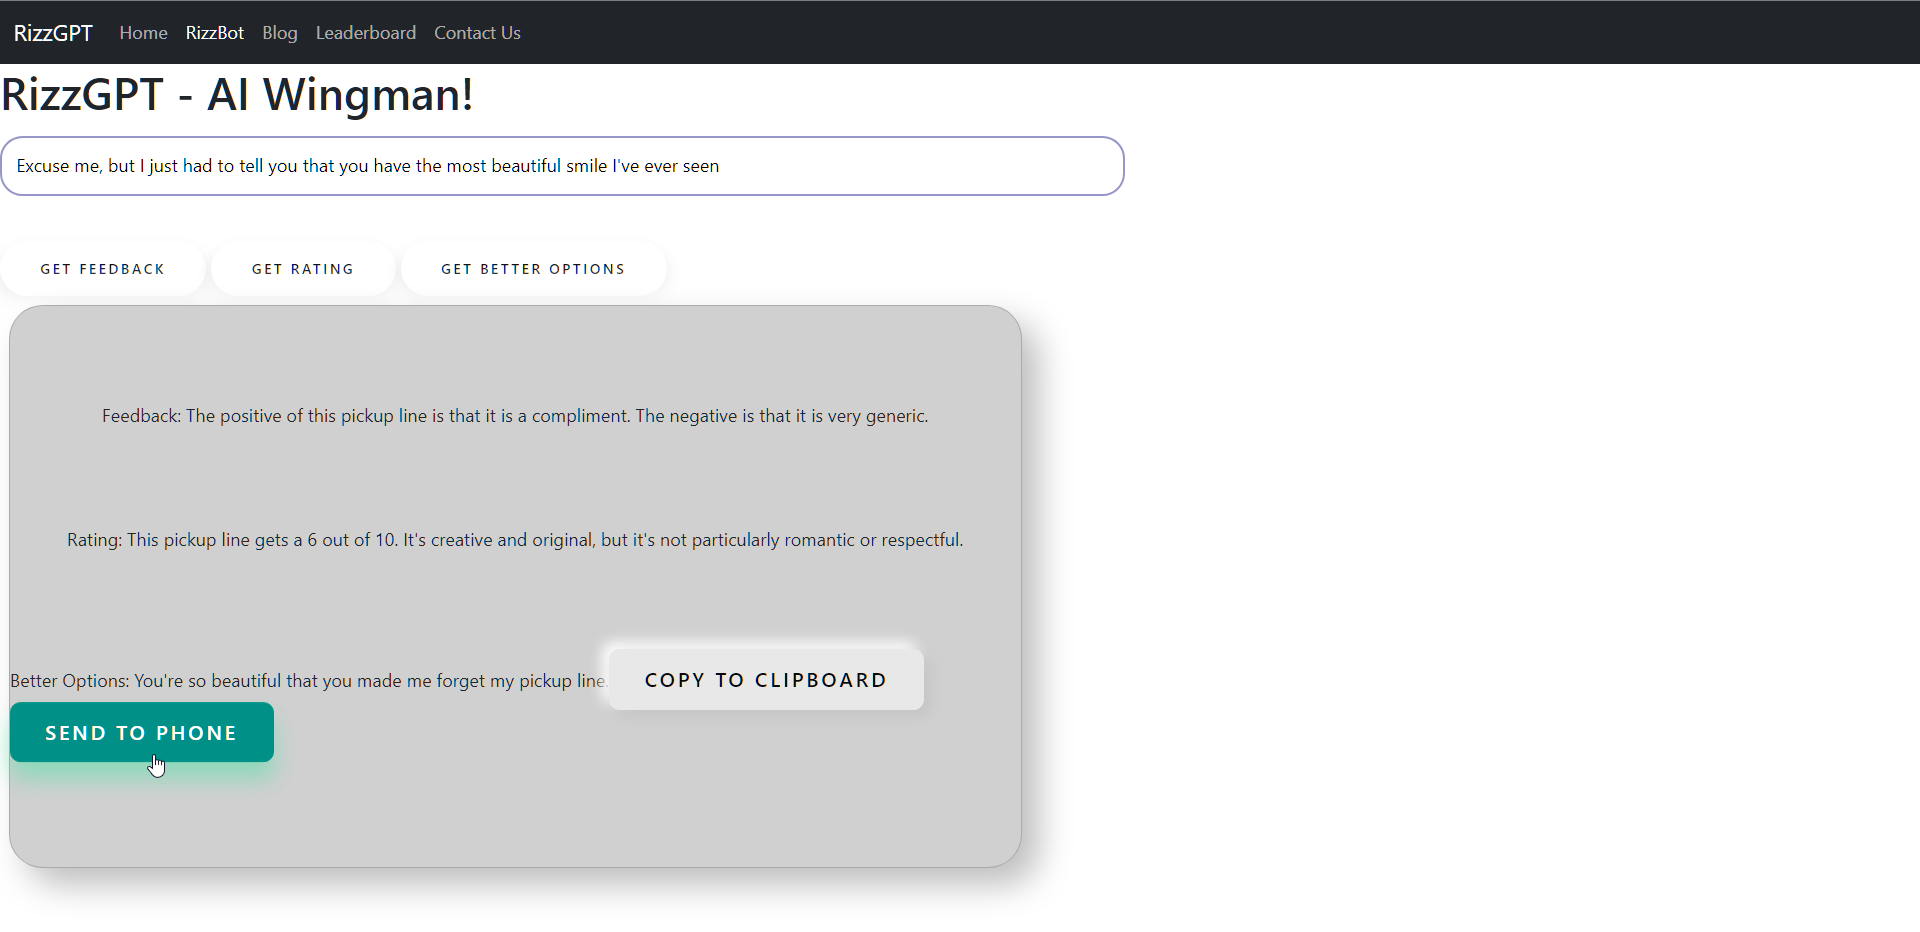 RizzGPT Home RizzBot Blog Leaderboard Contact Us
RizzGPT - AI Wingman!
Excuse me, but I just had to tell you that you have the most beautiful smile I've ever seen
GET FEEDBACK GET RATING GET BETTER OPTIONS
Feedback: The positive of this pickup line is that it is a compliment. The negative is that it is very generic.
Rating: This pickup line gets a 6 out of 10. It's creative and original, but it's not particularly romantic or respectful.
Better Options: You're so beautiful that you made me forget my pickup line. COPY TO CLIPBOARD
SEND TO PHONE